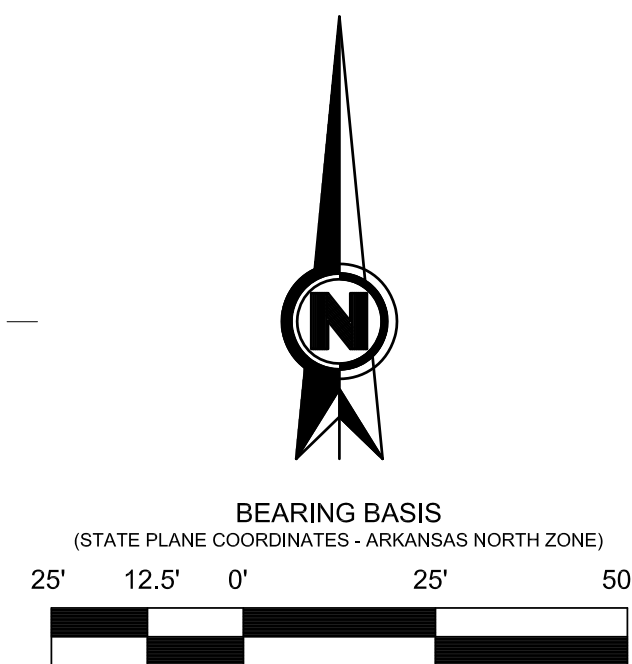 N
BEARING BASIS
(STATE PLANE COORDINATES - ARKANSAS NORTH ZONE)
25' 12.5' 0' 25' 50